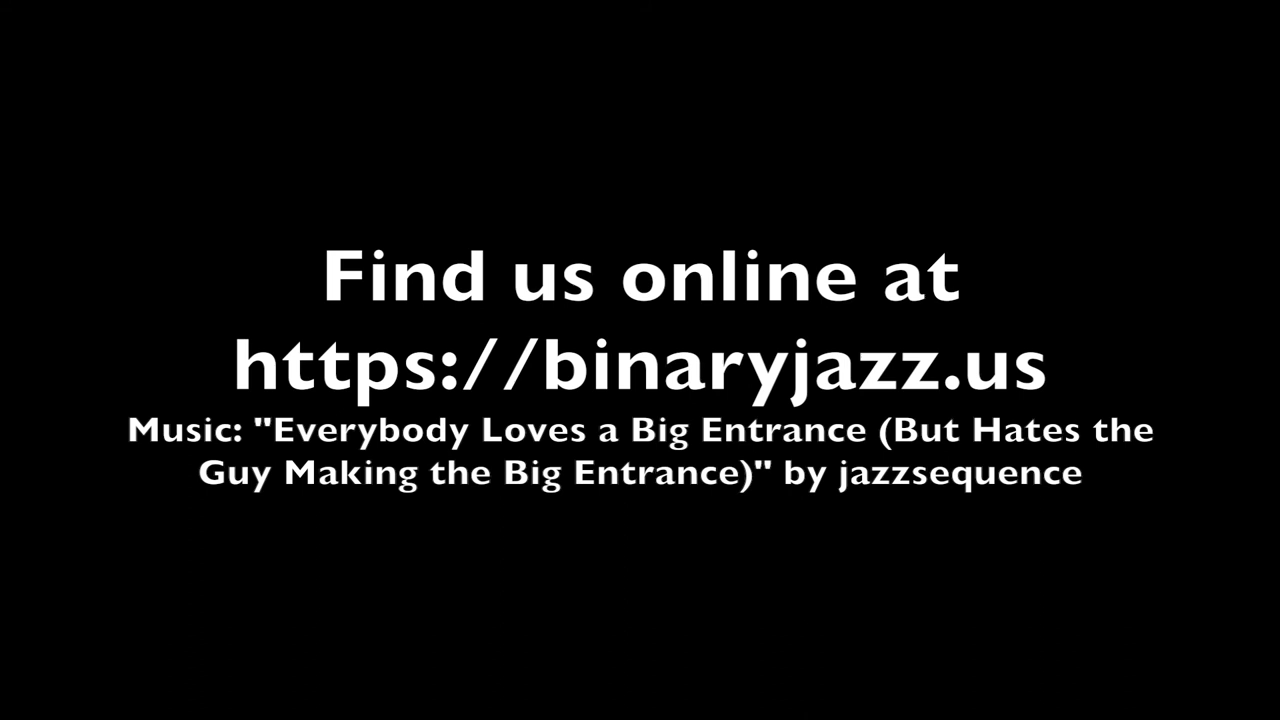 Find us online at
https://binaryjazz.us
Music: "Everybody Loves a Big Entrance (But Hates the
Guy Making the Big Entrance)" by jazzsequence